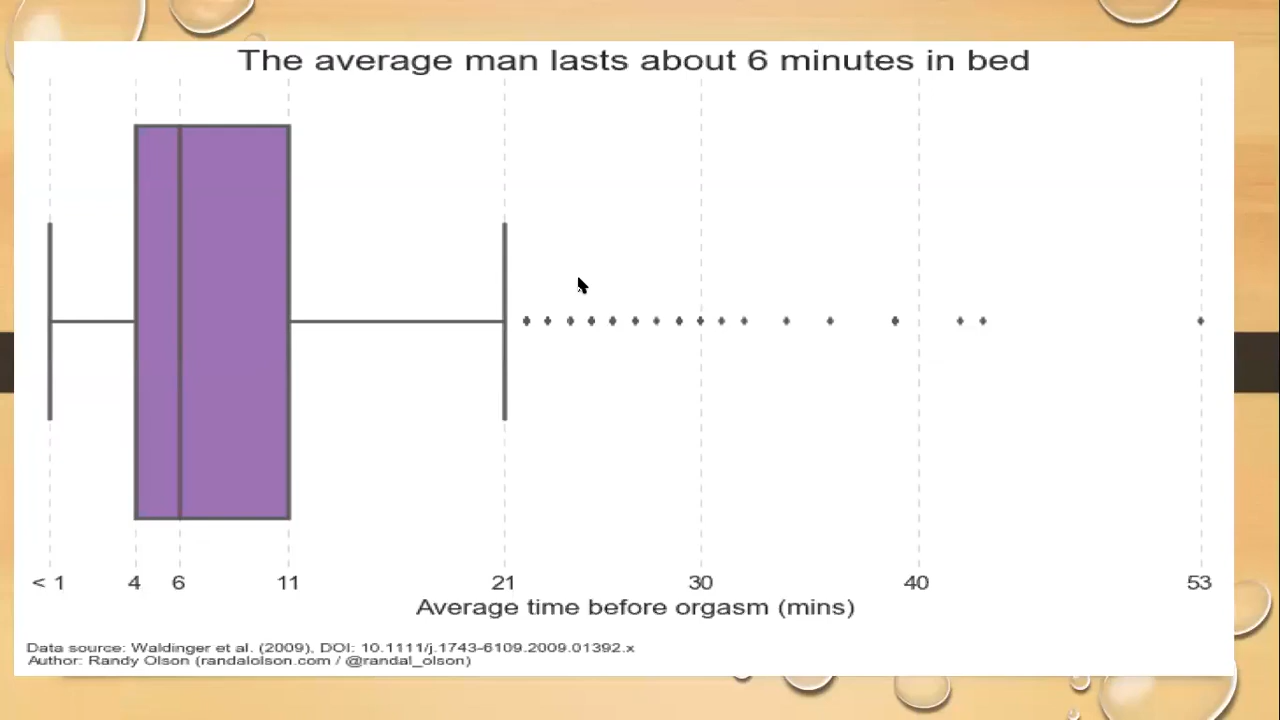 The average man lasts about 6 minutes in bed
< 1 4 6 11 21 30 40 53
Average time before orgasm (mins)
Data source: Waldinger et al. (2009), DOI: 10.1111/j.1743-6109.2009.01392.x
Author: Randy Olson (randalolson.com / @randal_olson)